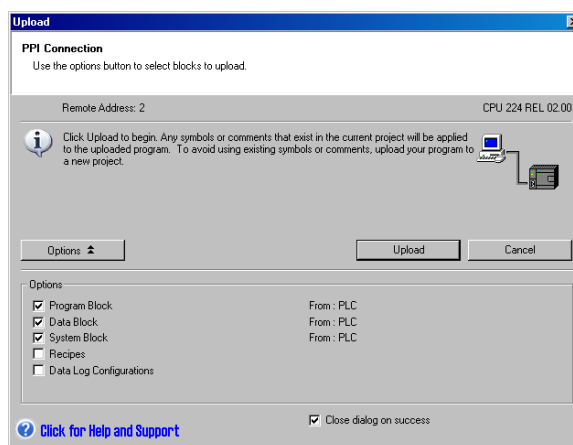 Upload
PPI Connection
Use the options button to select blocks to upload.
Remote Address: 2
CPU 224 REL 02.00
Click Upload to begin. Any symbols or comments that exist in the current project will be applied
to the uploaded program. To avoid using existing symbols or comments, upload your program to
a new project.
Options
Upload
Cancel
Options
Program Block From : PLC
Data Block From : PLC
System Block From : PLC
Recipes
Data Log Configurations
Click for Help and Support
Close dialog on success